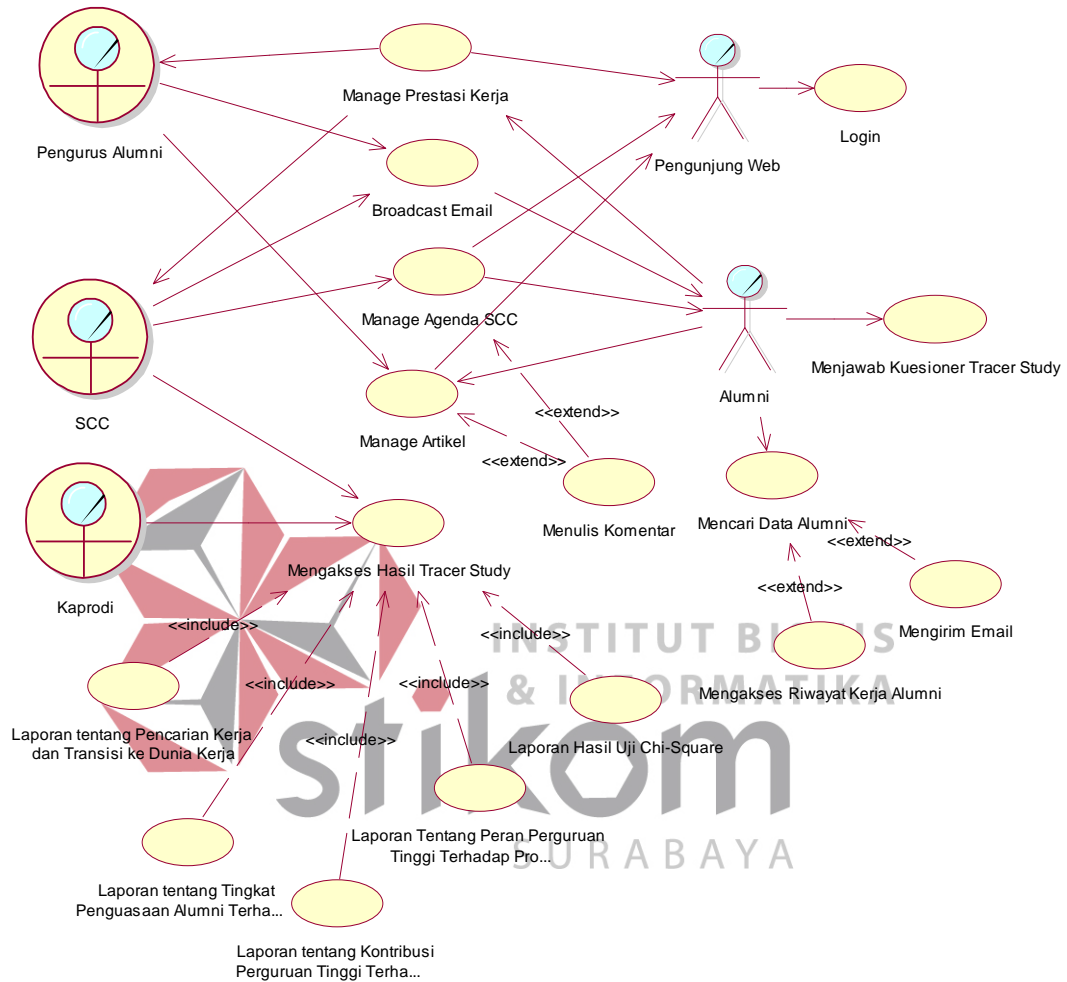 Manage Prestasi Kerja
Pengurus Alumni
Login
Pengunjung Web
Broadcast Email
Manage Agenda SCC
SCC
Alumni
Menjawab Kuesioner Tracer Study
<<extend>>
Manage Artikel
<<extend>>
Menulis Komentar
Mencari Data Alumni
<<extend>>
Mengakses Hasil Tracer Study
<<extend>>
Kaprodi
<<include>>
<<include>>
INSTITUT BISNIS
Mengirim Email
<<include>>
<<include>>
& INFORMATIKA
Mengakses Riwayat Kerja Alumni
Laporan tentang Pencarian Kerja
dan Transisi ke Dunia Kerja
<<include>>
Laporan Hasil Uji Chi-Square
stikom
Laporan Tentang Peran Perguruan
Tinggi Terhadap Pro...
SURABAYA
Laporan tentang Tingkat
Penguasaan Alumni Terha...
Laporan tentang Kontribusi
Perguruan Tinggi Terha...